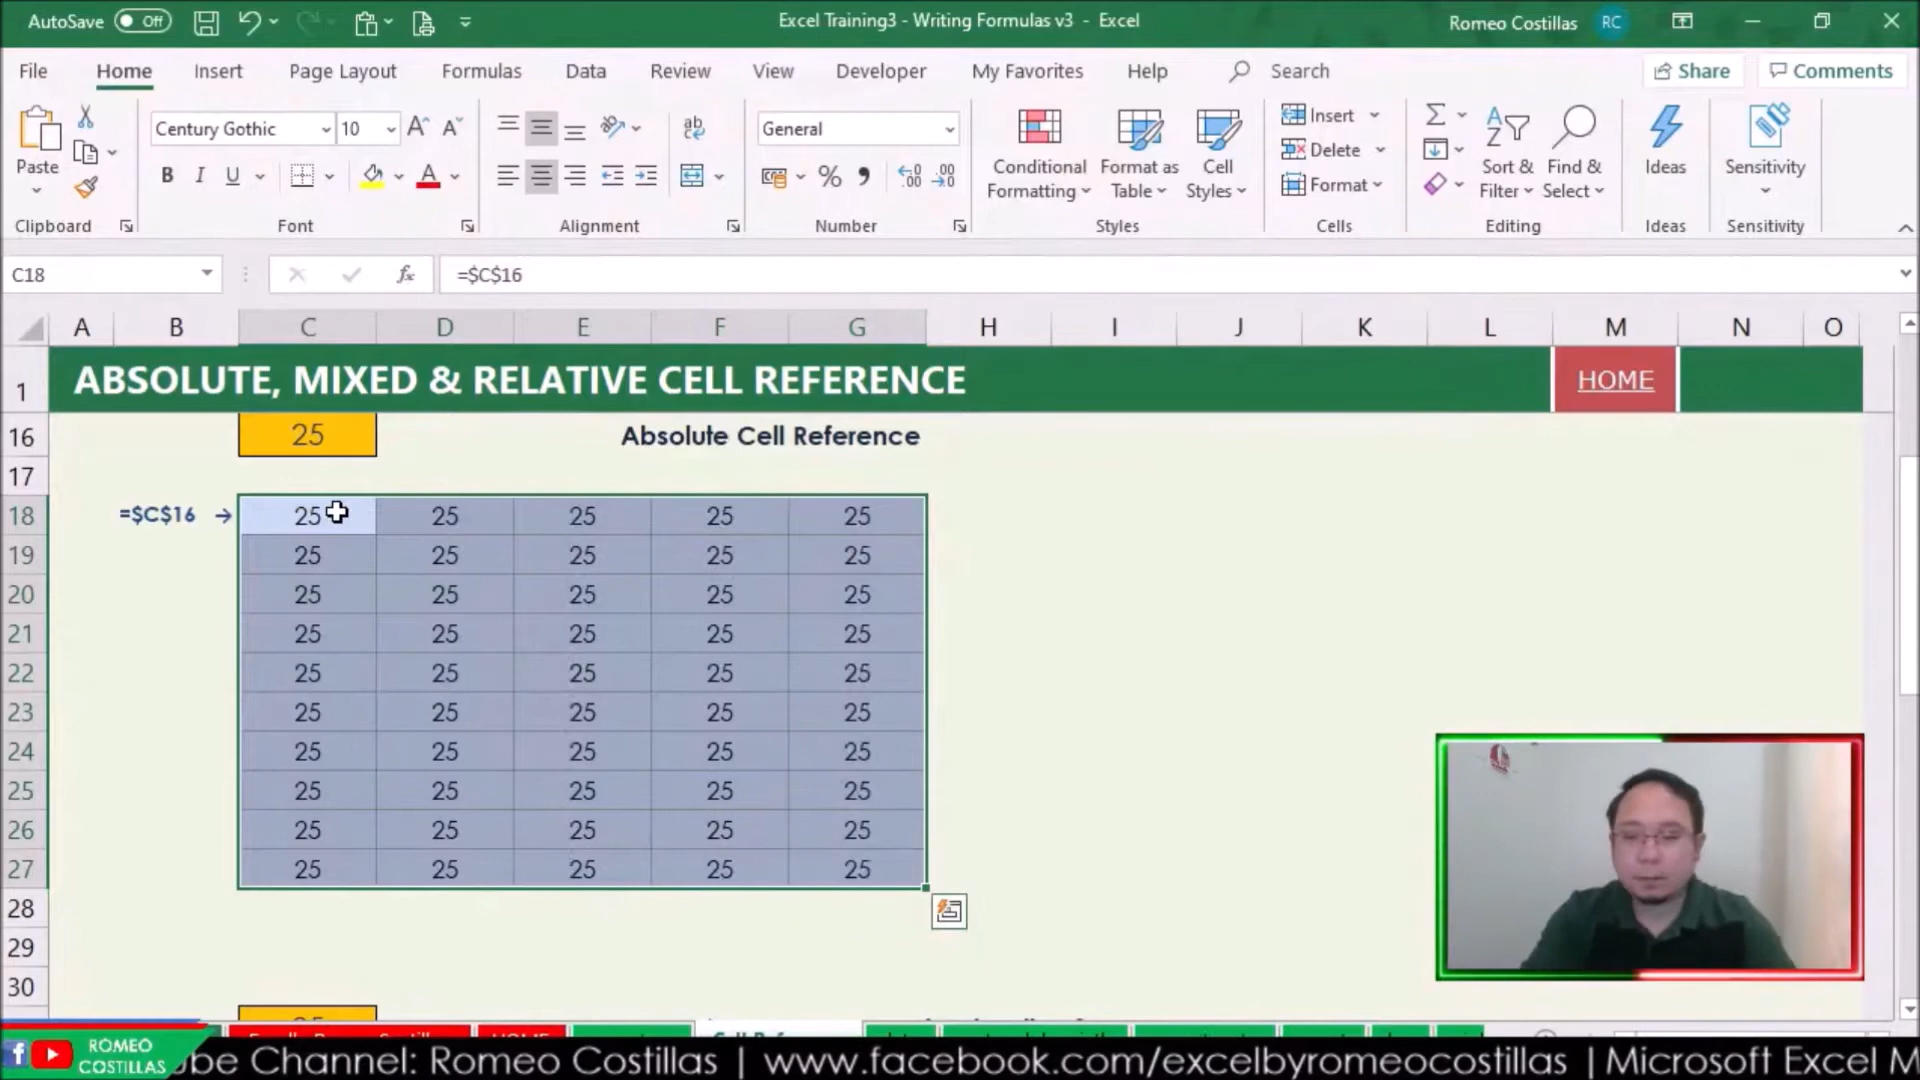 AutoSave Off
Excel Training3 - Writing Formulas v3 - Excel
Romeo Costillas RC
File Home Insert Page Layout Formulas Data Review View Developer My Favorites Help Search Share Comments
Paste
Clipboard
Century Gothic 10
B I U A
Font
Alignment
General
% 9
Number
Conditional Formatting
Format as Table
Cell Styles
Styles
Insert
Delete
Format
Cells
Sort & Filter
Find & Select
Editing
Ideas
Ideas
Sensitivity
Sensitivity
C18 fx =$C$16
A B C D E F G H I J K L M N O
1 ABSOLUTE, MIXED & RELATIVE CELL REFERENCE HOME
16 25 Absolute Cell Reference
17
18 =$C$16 → 25 25 25 25 25
19 25 25 25 25 25
20 25 25 25 25 25
21 25 25 25 25 25
22 25 25 25 25 25
23 25 25 25 25 25
24 25 25 25 25 25
25 25 25 25 25 25
26 25 25 25 25 25
27 25 25 25 25 25
28
29
30
ROMEO
COSTILLAS
be Channel: Romeo Costillas | www.facebook.com/excelbyromeocostillas | Microsoft Excel M